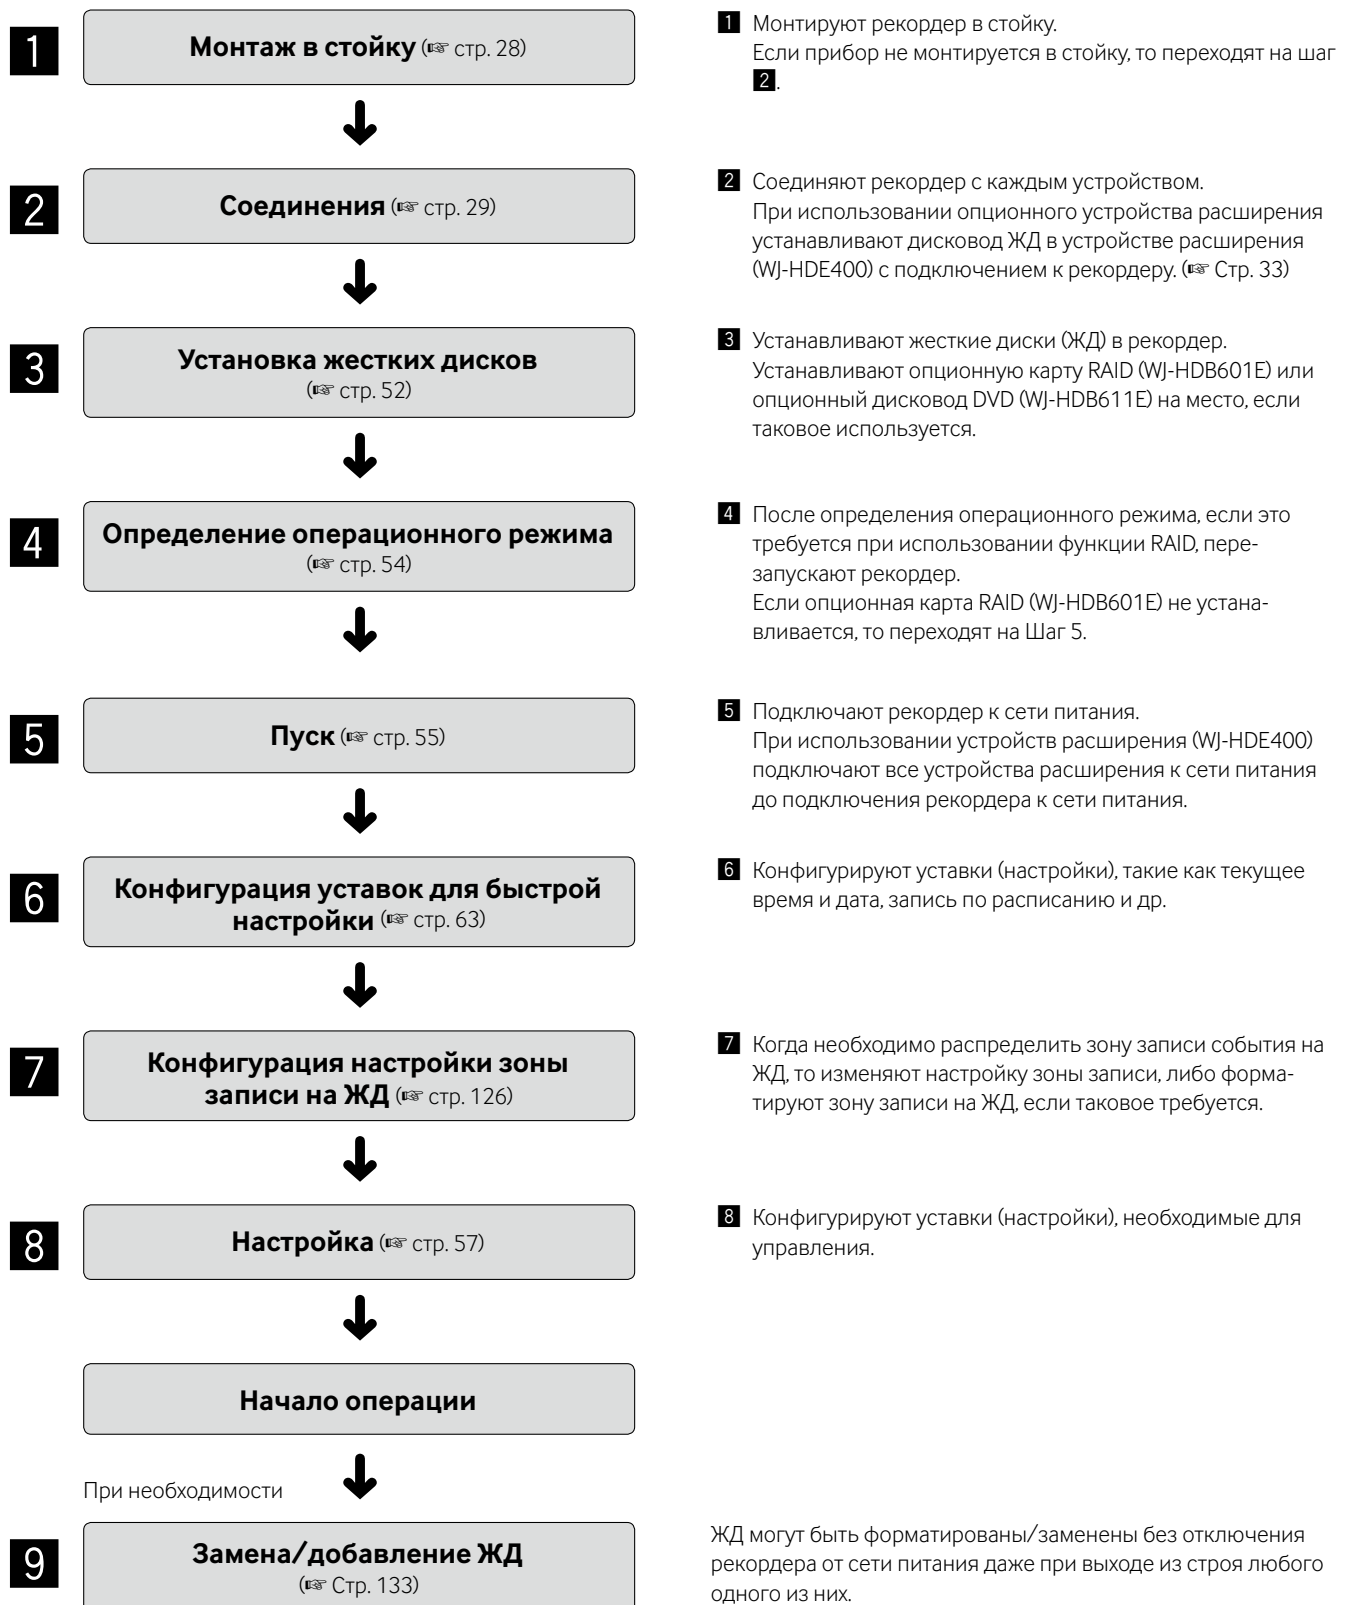 1
Монтаж в стойку (☞ стр. 28)
1 Монтируют рекордер в стойку.
Если прибор не монтируется в стойку, то переходят на шаг
2.
2
Соединения (☞ стр. 29)
2 Соединяют рекордер с каждым устройством.
При использовании опционного устройства расширения
устанавливают дисковод ЖД в устройстве расширения
(WJ-HDE400) с подключением к рекордеру. (☞ Стр. 33)
3
Установка жестких дисков
(☞ стр. 52)
3 Устанавливают жесткие диски (ЖД) в рекордер.
Устанавливают опционную карту RAID (WJ-HDB601E) или
опционный дисковод DVD (WJ-HDB611E) на место, если
таковое используется.
4
Определение операционного режима
(☞ стр. 54)
4 После определения операционного режима, если это
требуется при использовании функции RAID, пере-
запускают рекордер.
Если опционная карта RAID (WJ-HDB601E) не устана-
вливается, то переходят на Шаг 5.
5
Пуск (☞ стр. 55)
5 Подключают рекордер к сети питания.
При использовании устройств расширения (WJ-HDE400)
подключают все устройства расширения к сети питания
до подключения рекордера к сети питания.
6
Конфигурация уставок для быстрой
настройки (☞ стр. 63)
6 Конфигурируют уставки (настройки), такие как текущее
время и дата, запись по расписанию и др.
7
Конфигурация настройки зоны
записи на ЖД (☞ стр. 126)
7 Когда необходимо распределить зону записи события на
ЖД, то изменяют настройку зоны записи, либо форма-
тируют зону записи на ЖД, если таковое требуется.
8
Настройка (☞ стр. 57)
8 Конфигурируют уставки (настройки), необходимые для
управления.
Начало операции
При необходимости
9
Замена/добавление ЖД
(☞ Стр. 133)
ЖД могут быть форматированы/заменены без отключения
рекордера от сети питания даже при выходе из строя любого
одного из них.